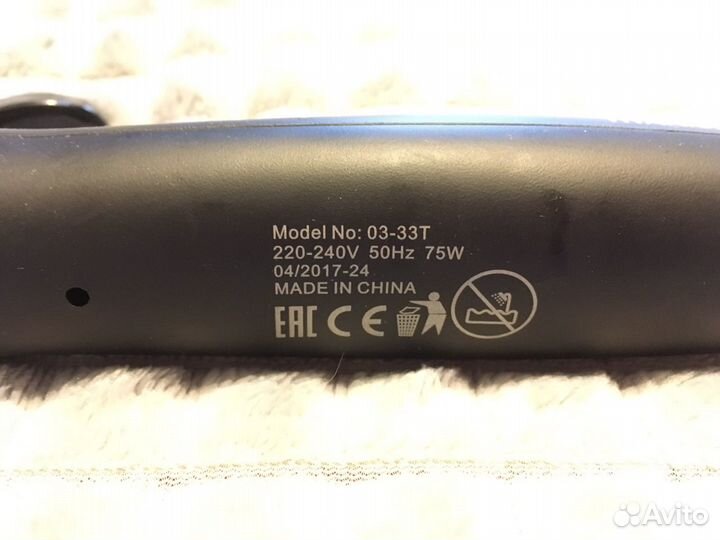 Model No: 03-33T
220-240V 50Hz 75W
04/2017-24
MADE IN CHINA
EAC CE
Avito